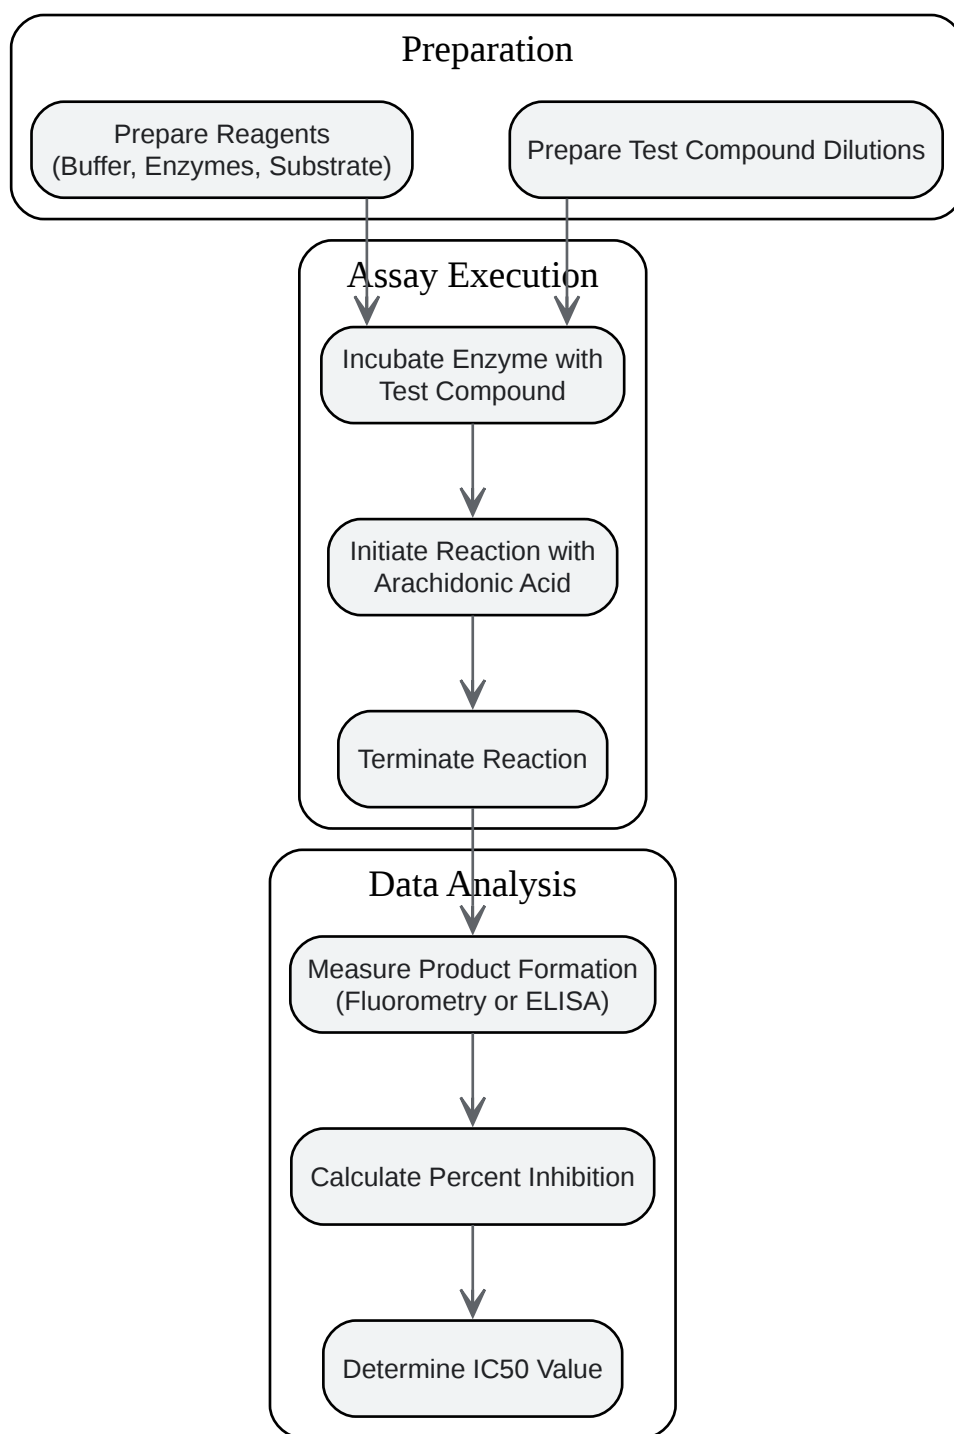 Preparation
Prepare Reagents
(Buffer, Enzymes, Substrate)
Prepare Test Compound Dilutions
Assay Execution
Incubate Enzyme with
Test Compound
Initiate Reaction with
Arachidonic Acid
Terminate Reaction
Data Analysis
Measure Product Formation
(Fluorometry or ELISA)
Calculate Percent Inhibition
Determine IC50 Value